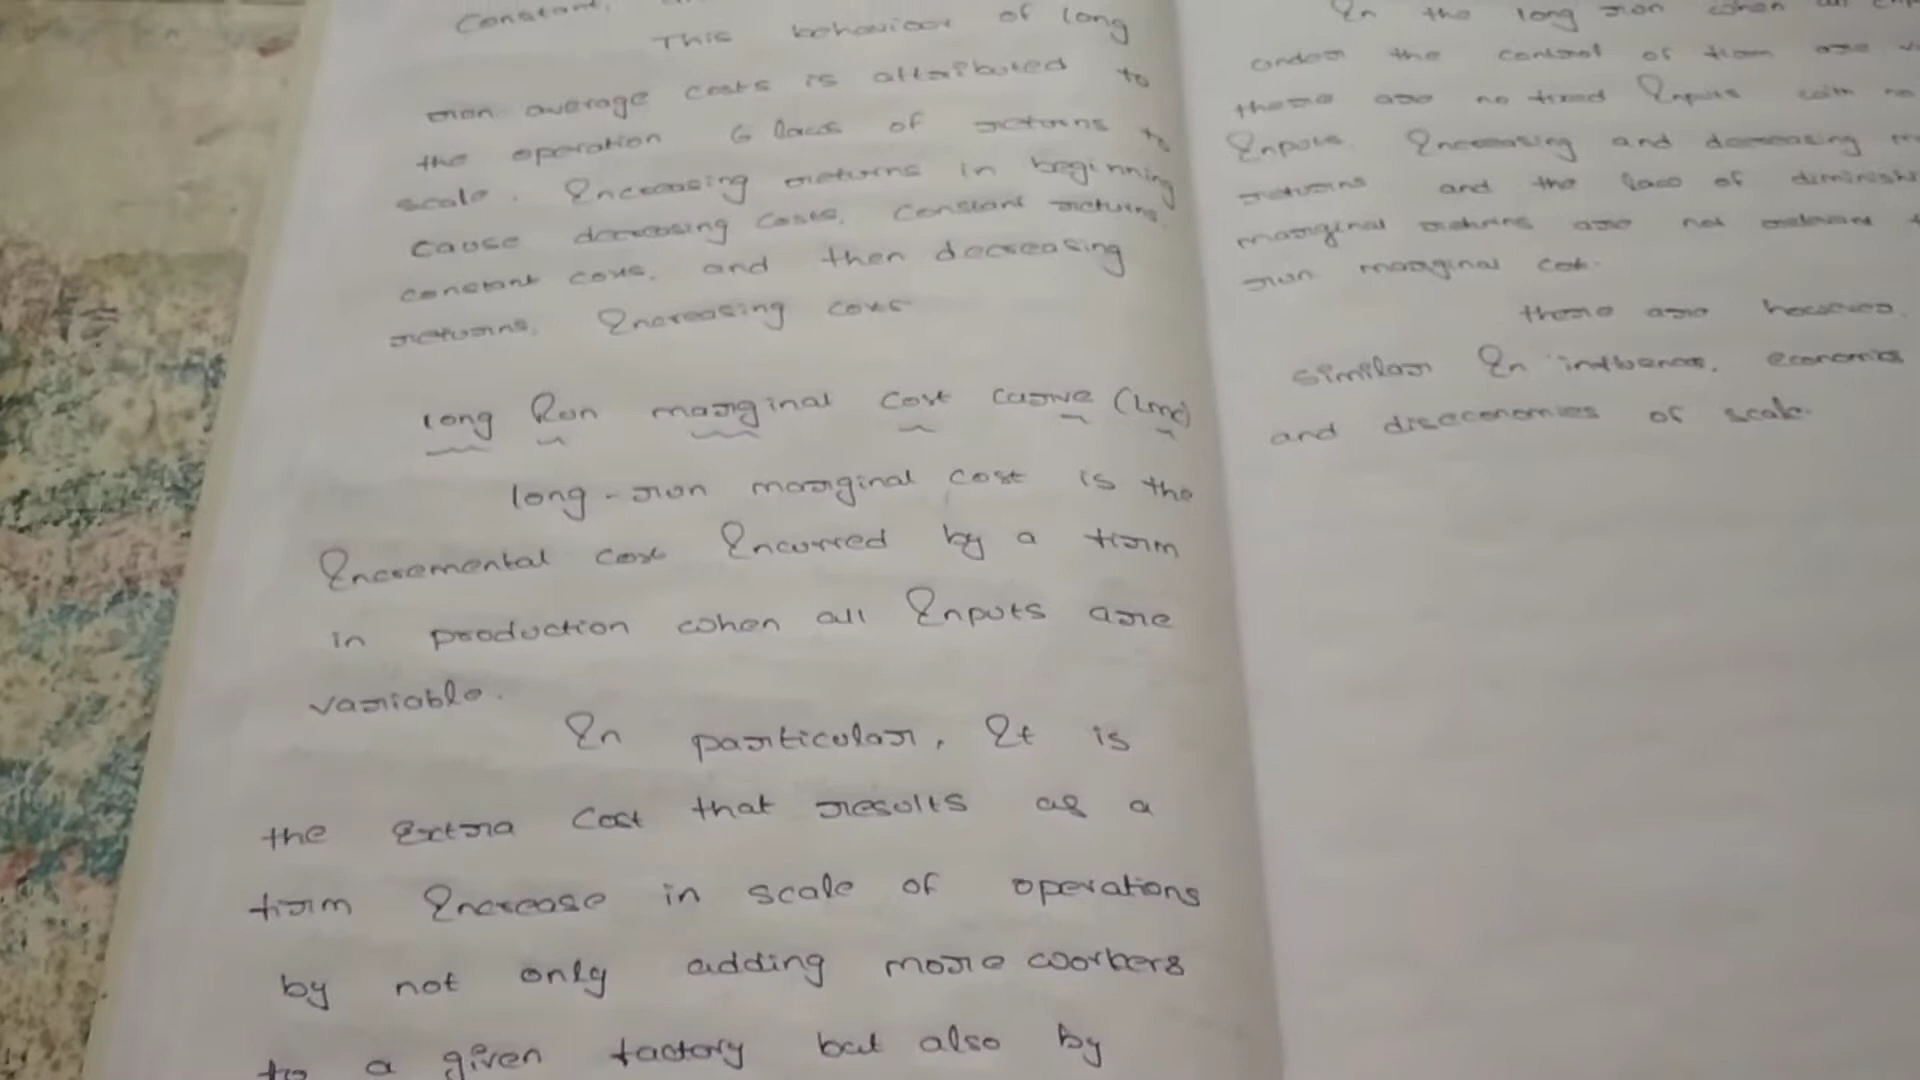 Constant.
This behaviour of long
run average costs is attributed to
the operation & laws of returns to
scale. Increasing returns in beginning
cause decreasing costs, constant returns,
constant costs, and then decreasing
returns, Increasing costs
Long Run marginal cost curve (Lmc)
long-run marginal cost is the
Incremental cost Incurred by a firm
in production when all Inputs are
variable.
In particular, It is
the extra cost that results as a
firm Increase in scale of operations
by not only adding more workers
to a given factory but also by
In the long run when all
under the control of firm are
there are no fixed Inputs with no
Inputs. Increasing and decreasing
returns and the law of
marginal returns are not relevant
run marginal cost.
there are however,
similar In influence, economies
and diseconomies of scale.